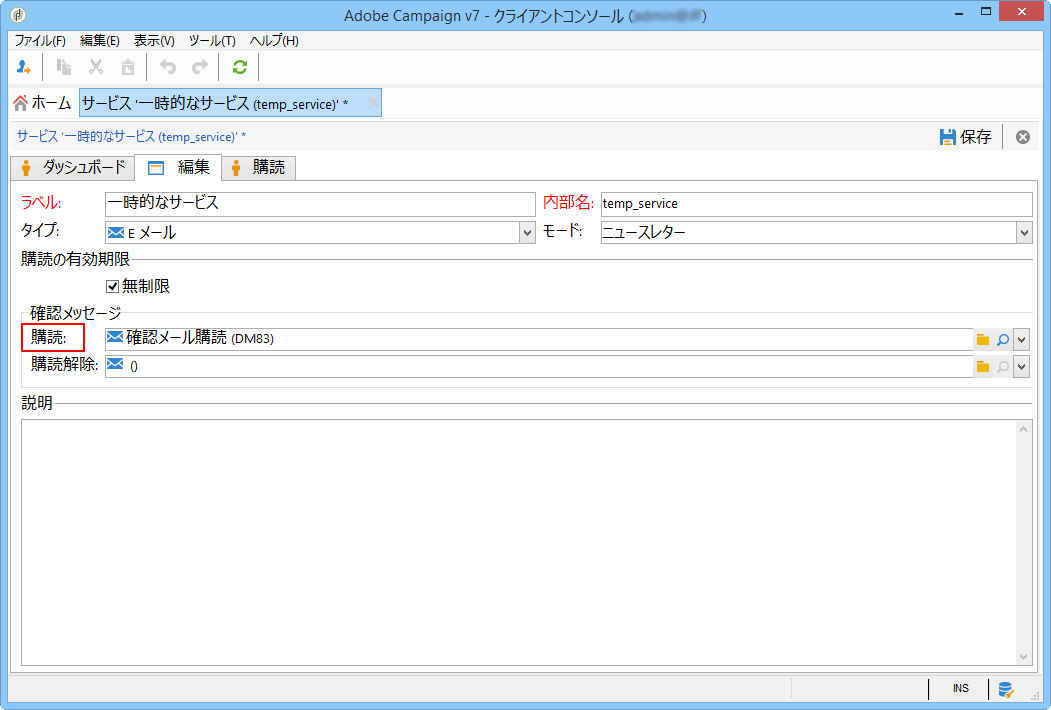 Adobe Campaign v7 - クライアントコンソール ( )
ファイル(F) 編集(E) 表示(V) ツール(T) ヘルプ(H)
ホーム サービス '一時的なサービス (temp_service)' *
サービス '一時的なサービス (temp_service)' * 保存
ダッシュボード 編集 購読
ラベル: 一時的なサービス 内部名: temp_service
タイプ: E メール モード: ニュースレター
購読の有効期限
無制限
確認メッセージ
購読: 確認メール購読 (DM83)
購読解除: ()
説明
INS